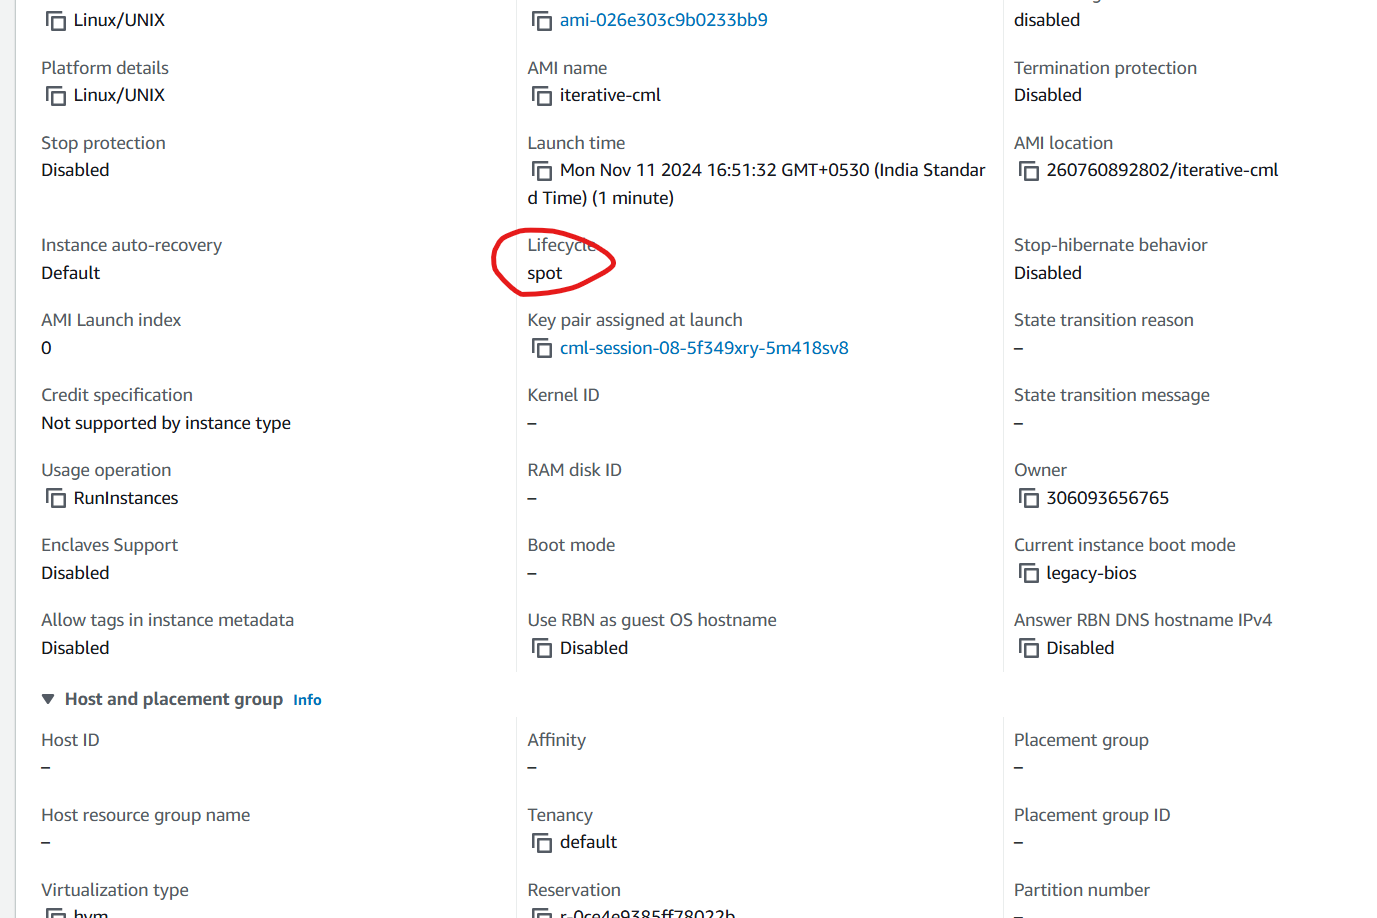 Linux/UNIX
ami-026e303c9b0233bb9
disabled
Platform details
Linux/UNIX
AMI name
iterative-cml
Termination protection
Disabled
Stop protection
Disabled
Launch time
Mon Nov 11 2024 16:51:32 GMT+0530 (India Standar
d Time) (1 minute)
AMI location
260760892802/iterative-cml
Instance auto-recovery
Default
Lifecycle
spot
Stop-hibernate behavior
Disabled
AMI Launch index
0
Key pair assigned at launch
cml-session-08-5f349xry-5m418sv8
State transition reason
–
Credit specification
Not supported by instance type
Kernel ID
–
State transition message
–
Usage operation
RunInstances
RAM disk ID
–
Owner
306093656765
Enclaves Support
Disabled
Boot mode
–
Current instance boot mode
legacy-bios
Allow tags in instance metadata
Disabled
Use RBN as guest OS hostname
Disabled
Answer RBN DNS hostname IPv4
Disabled
Host and placement group Info
Host ID
–
Affinity
–
Placement group
–
Host resource group name
–
Tenancy
default
Placement group ID
–
Virtualization type
hvm
Reservation
r-0ce4e9385ff78022b
Partition number
–